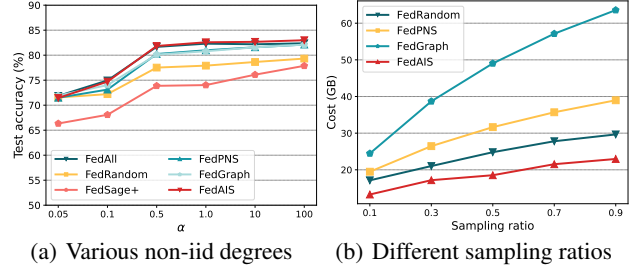 90
85
80
75
70
65
60
55
50
Test accuracy (%)
FedAll
FedRandom
FedSage+
FedPNS
FedGraph
FedAIS
0.05 0.1 0.5 1.0 10 100
α
(a) Various non-iid degrees
60
50
40
30
20
Cost (GB)
FedRandom
FedPNS
FedGraph
FedAIS
0.1 0.3 0.5 0.7 0.9
Sampling ratio
(b) Different sampling ratios